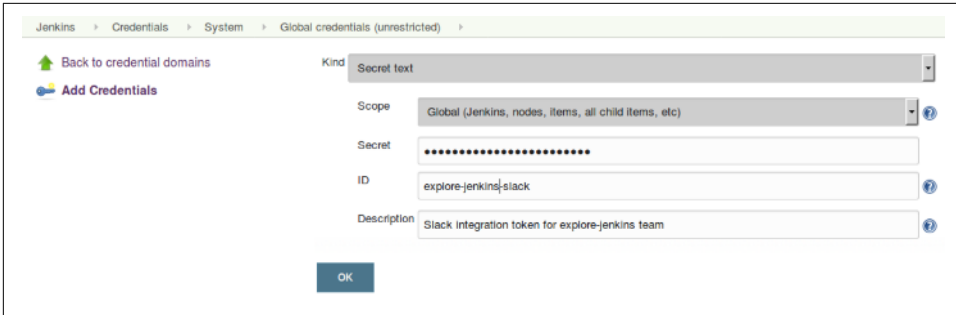 Jenkins Credentials System Global credentials (unrestricted)
Back to credential domains
Add Credentials
Kind Secret text
Scope Global (Jenkins, nodes, items, all child items, etc)
Secret ••••••••••••••••••••••••
ID explore-jenkins-slack
Description Slack integration token for explore-jenkins team
OK